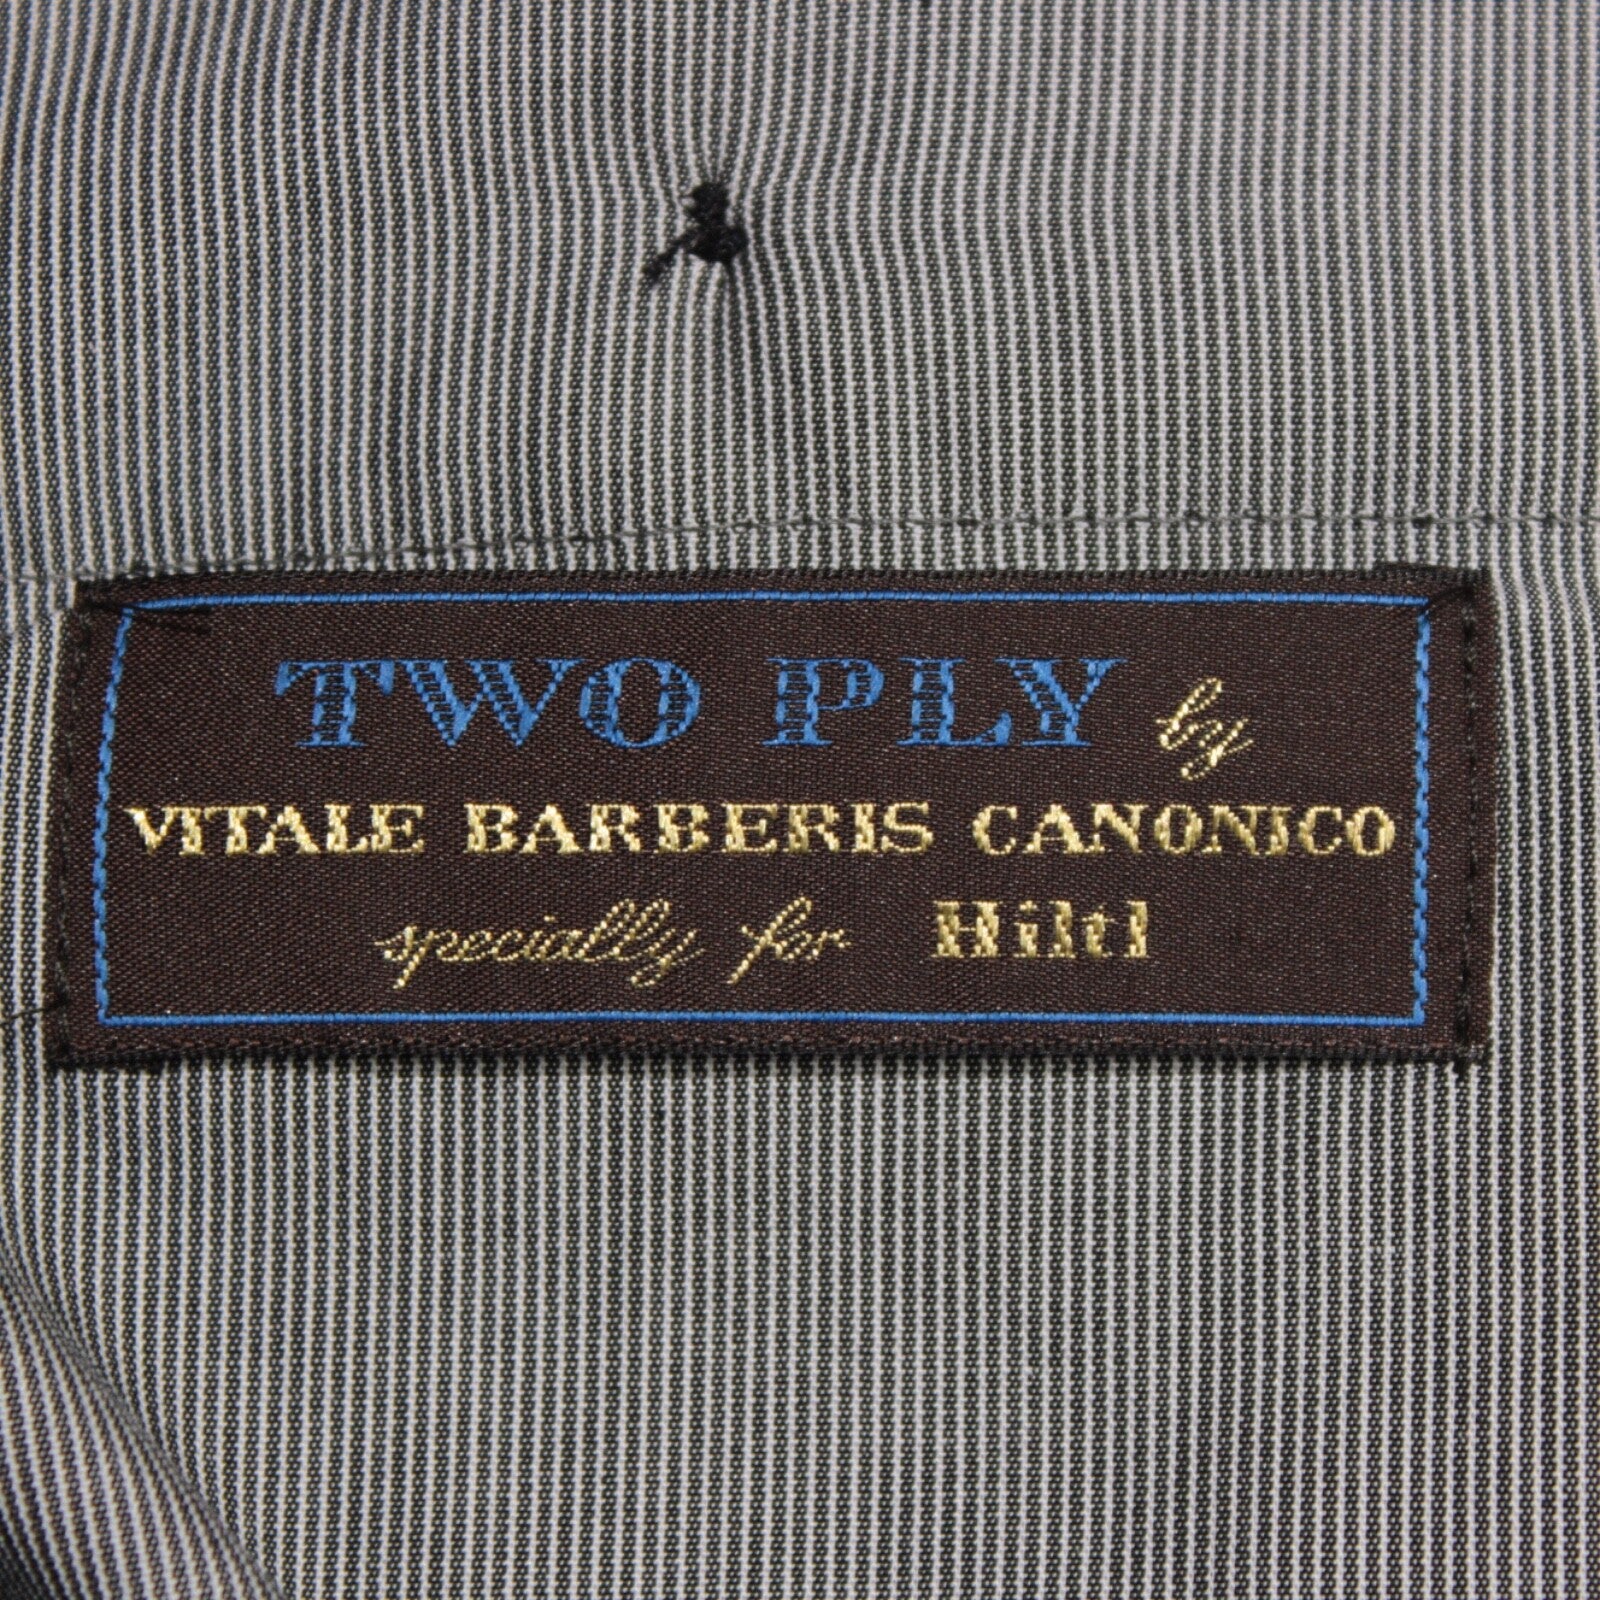 TWO PLY by
VITALE BARBERIS CANONICO
specially for Hiltl